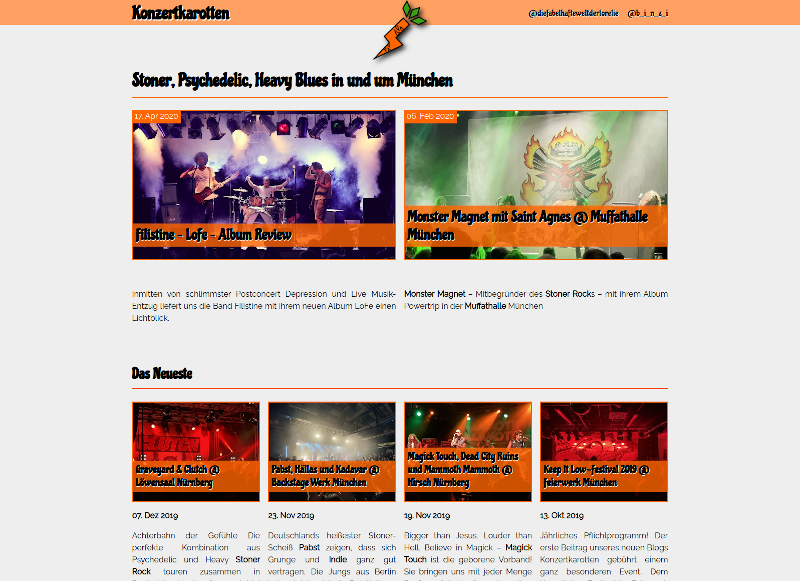 Konzertkarotten
@diefabelhafteweltderlorelie @b_i_n_z_i
Stoner, Psychedelic, Heavy Blues in und um München
17. Apr 2020
06. Feb 2020
Filistine - Lofe - Album Review
Monster Magnet mit Saint Agnes @ Muffathalle
München
Inmitten von schlimmster Postconcert Depression und Live Musik-
Entzug liefert uns die Band Filistine mit ihrem neuen Album LoFe einen
Lichtblick.
Monster Magnet – Mitbegründer des Stoner Rocks – mit ihrem Album
Powertrip in der Muffathalle München
Das Neueste
Graveyard & Clutch @
Löwensaal Nürnberg
Pabst, Hällas und Kadavar @
Backstage Werk München
Magick Touch, Dead City Ruins
und Mammoth Mammoth @
Hirsch Nürnberg
Keep It Low-Festival 2019 @
Feierwerk München
07. Dez 2019
23. Nov 2019
19. Nov 2019
13. Okt 2019
Achterbahn der Gefühle Die
perfekte Kombination aus
Psychedelic und Heavy Stoner
Rock touren zusammen in
Deutschlands heißester Stoner-
Scheiß Pabst zeigen, dass sich
Grunge und Indie ganz gut
vertragen. Die Jungs aus Berlin
Bigger than Jesus. Louder than
Hell. Believe in Magick – Magick
Touch ist die geborene Vorband!
Sie bringen uns mit jeder Menge
Jährliches Pflichtprogramm! Der
erste Beitrag unseres neuen Blogs
Konzertkarotten gebührt einem
ganz besonderen Event. Dem